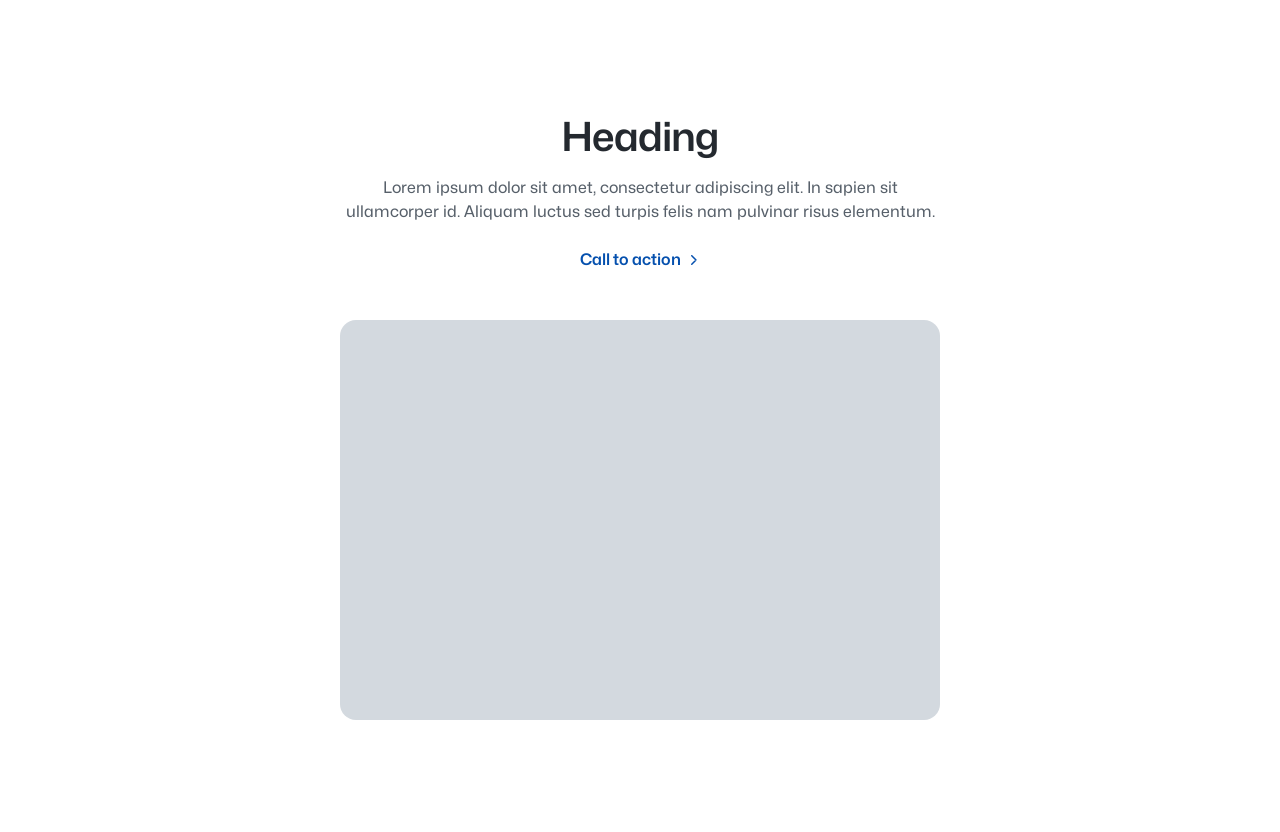 Heading
Lorem ipsum dolor sit amet, consectetur adipiscing elit. In sapien sit
ullamcorper id. Aliquam luctus sed turpis felis nam pulvinar risus elementum.
Call to action